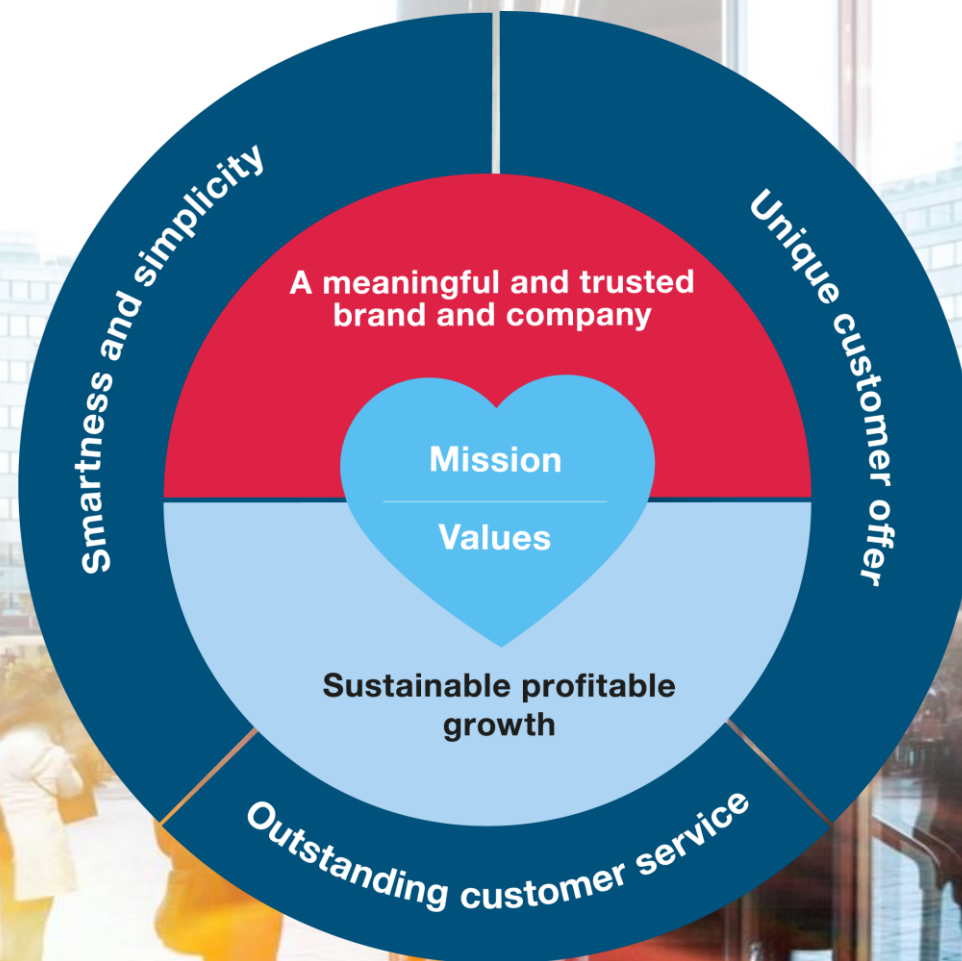 Smartness and simplicity
Unique customer offer
A meaningful and trusted
brand and company
Mission
Values
Sustainable profitable
growth
Outstanding customer service